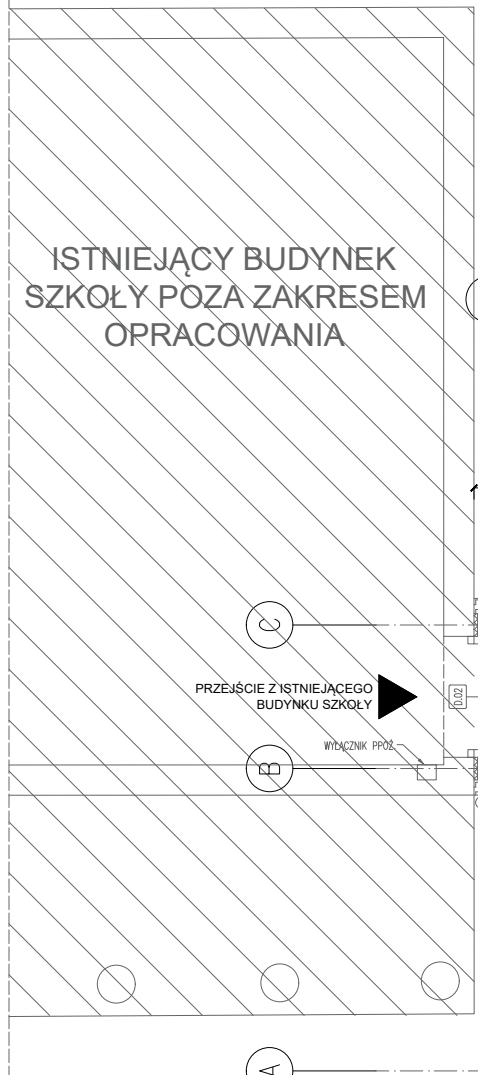 ISTNIEJĄCY BUDYNEK
SZKOŁY POZA ZAKRESEM
OPRACOWANIA
C
PRZEJŚCIE Z ISTNIEJĄCEGO
BUDYNKU SZKOŁY
D.02
WYŁĄCZNIK PPOŻ
B
A